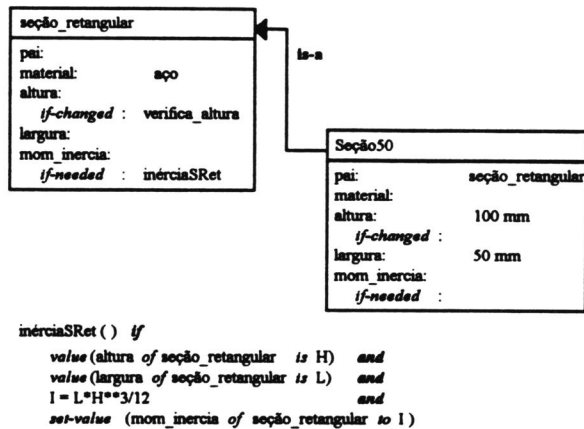 seção_retangular
pai:
material: aço
altura:
if-changed : verifica_altura
largura:
mom_inercia:
if-needed : inérciaSRet
is-a
Seção50
pai: seção_retangular
material:
altura: 100 mm
if-changed :
largura: 50 mm
mom_inercia:
if-needed :
inérciaSRet ( ) if
value (altura of seção_retangular is H) and
value (largura of seção_retangular is L) and
I = L*H**3/12 and
set-value (mom_inercia of seção_retangular to I )